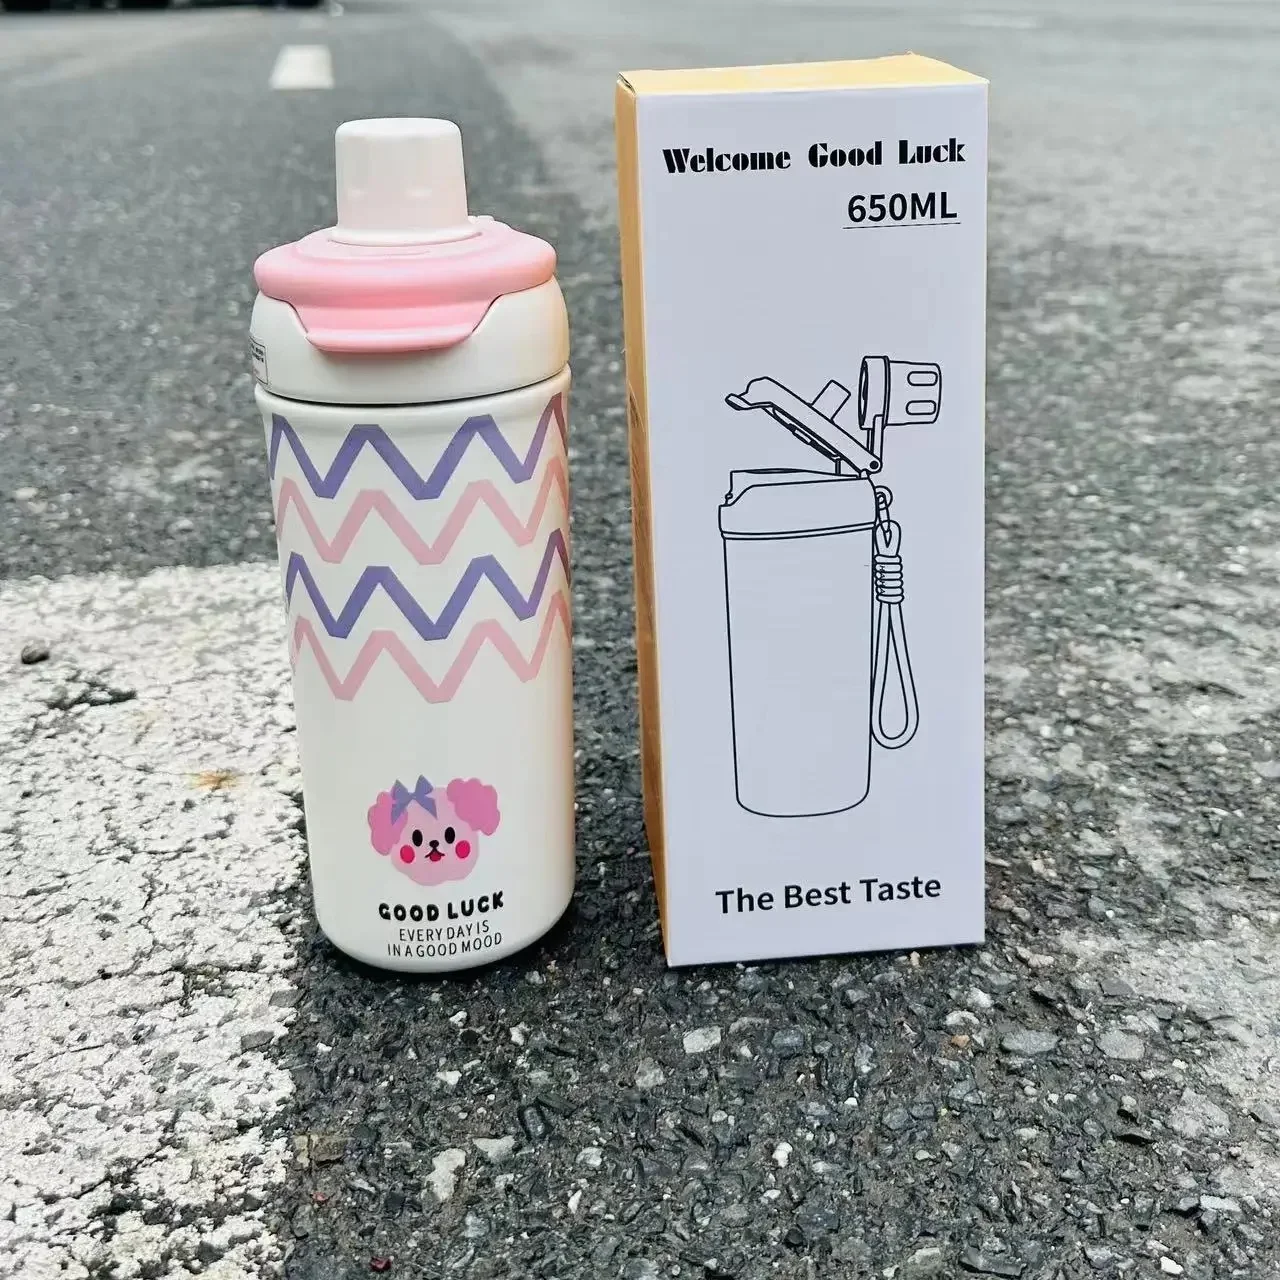 Welcome Good Luck
650ML
The Best Taste
GOOD LUCK
EVERY DAY IS
IN A GOOD MOOD